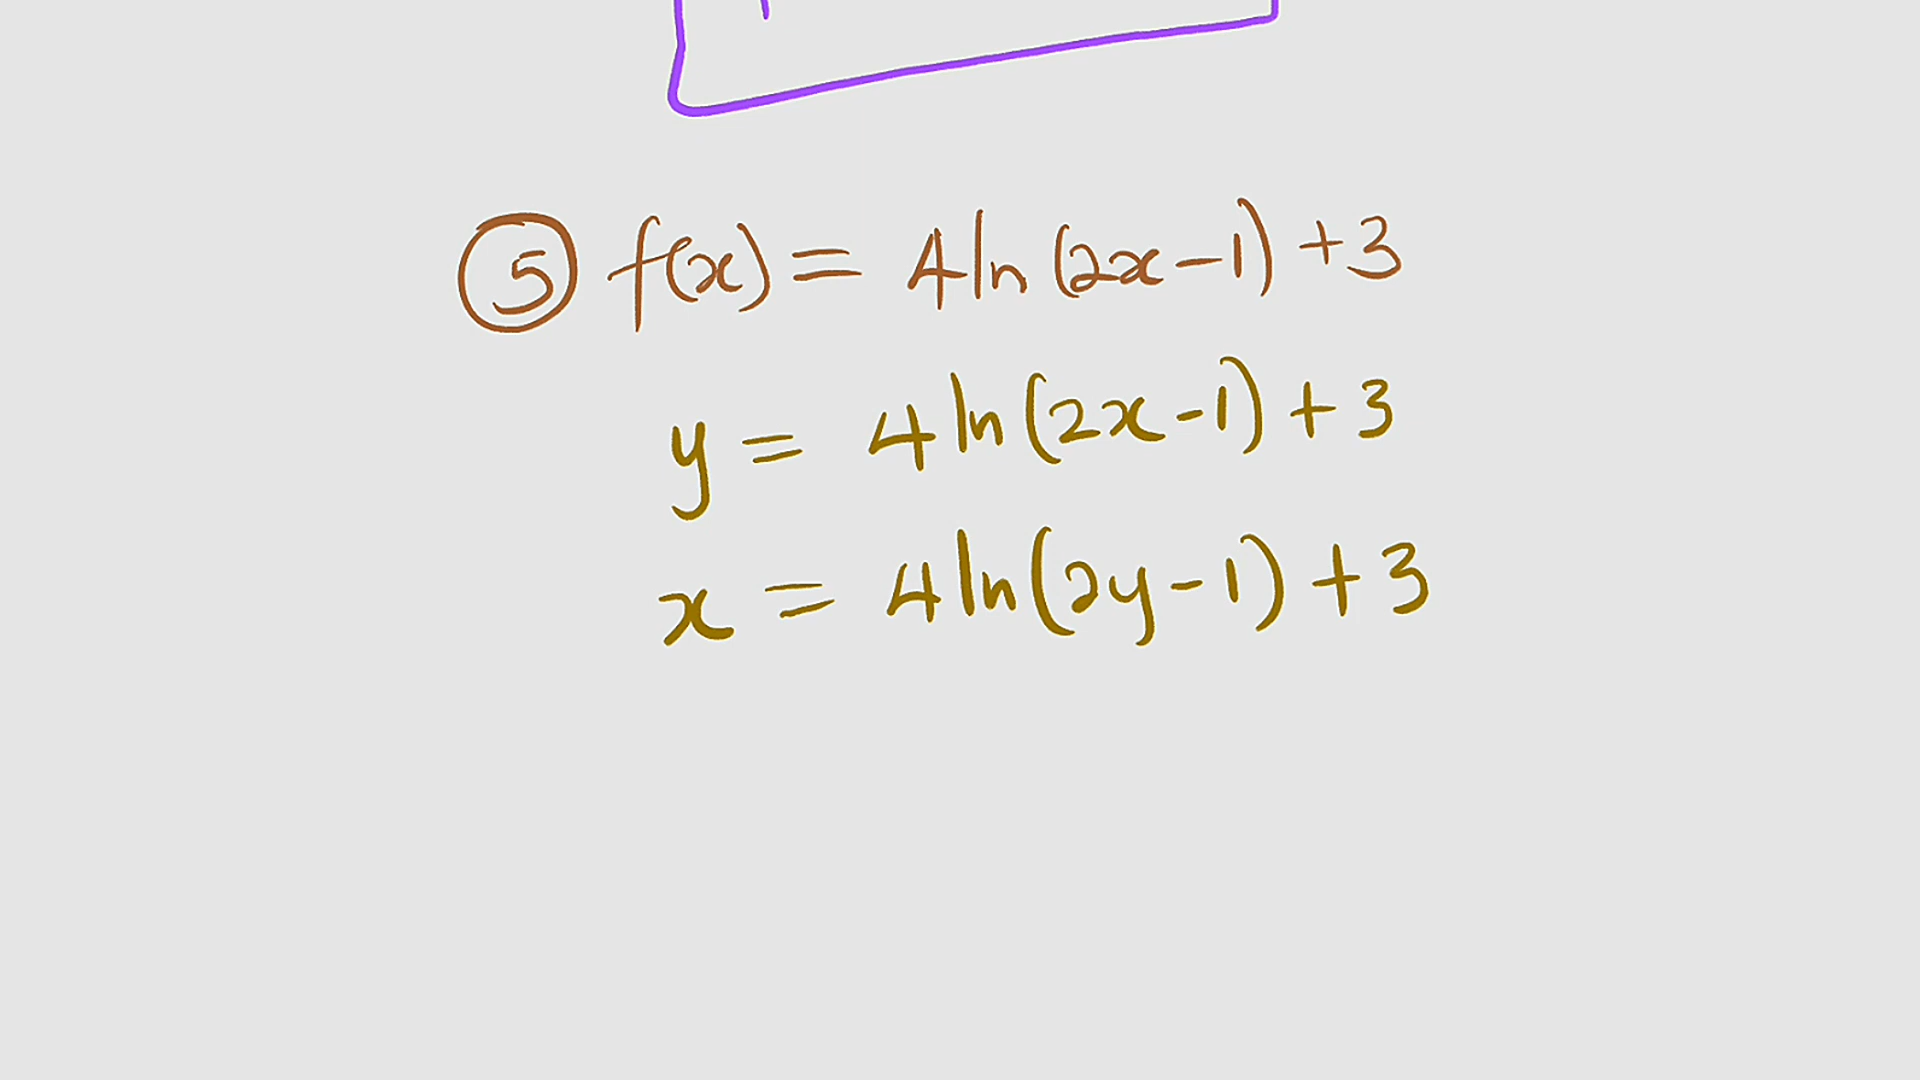 ⑤ f(x) = 4ln(2x-1)+3
y = 4ln(2x-1)+3
x = 4ln(2y-1)+3